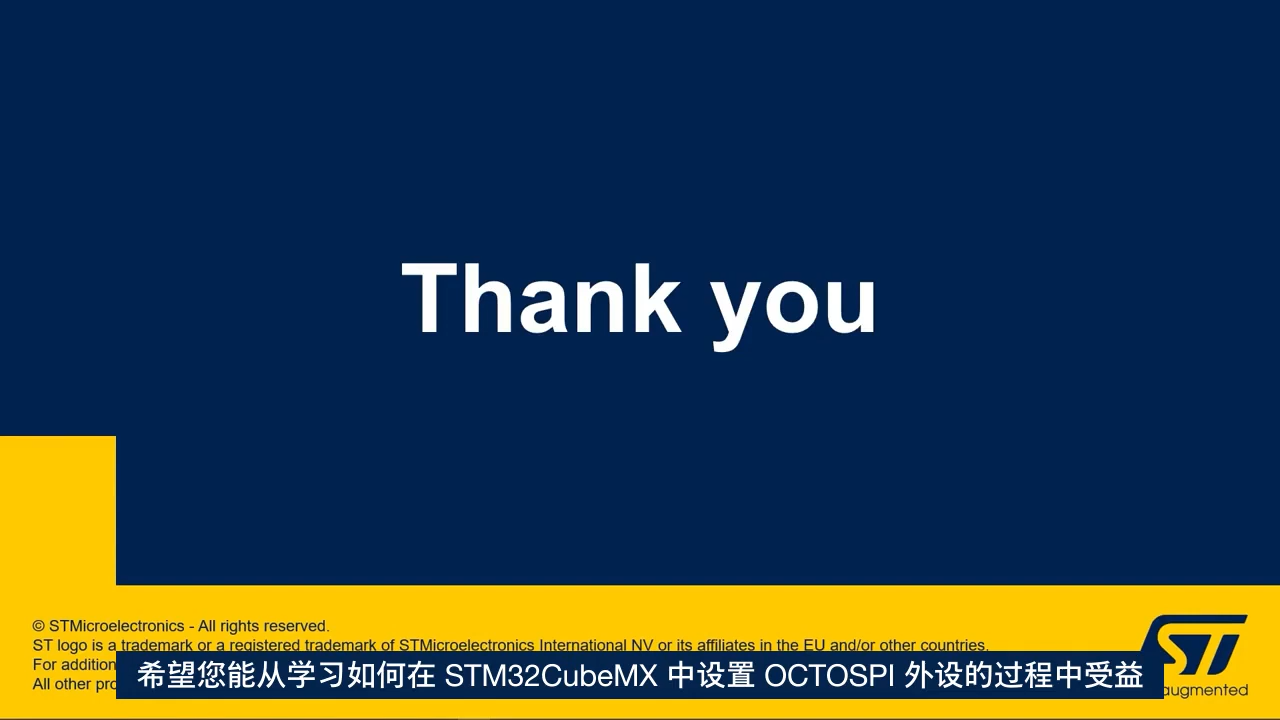 Thank you
© STMicroelectronics - All rights reserved.
ST logo is a trademark or a registered trademark of STMicroelectronics International NV or its affiliates in the EU and/or other countries.
For
All other
希望您能从学习如何在 STM32CubeMX 中设置 OCTOSPI 外设的过程中受益
ST
augmented